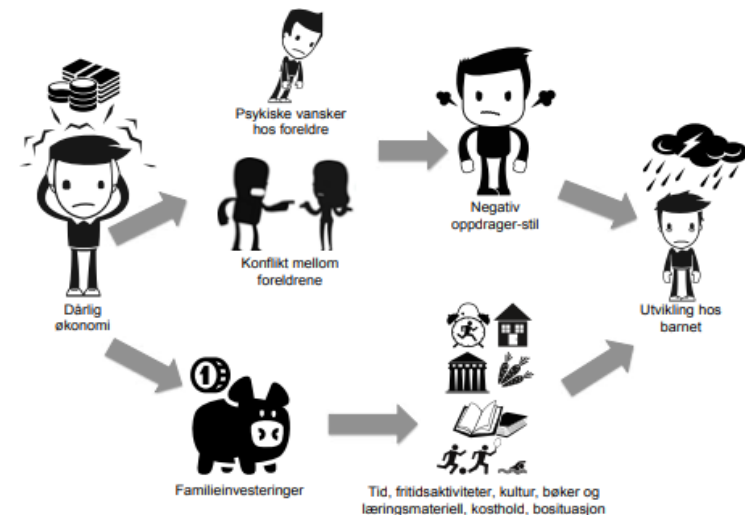 Psykiske vansker
hos foreldre
Konflikt mellom
foreldrene
Negativ
oppdrager-stil
Dårlig
økonomi
Utvikling hos
barnet
1
Familieinvesteringer
Tid, fritidsaktiviteter, kultur, bøker og
læringsmateriell, kosthold, bosituasjon